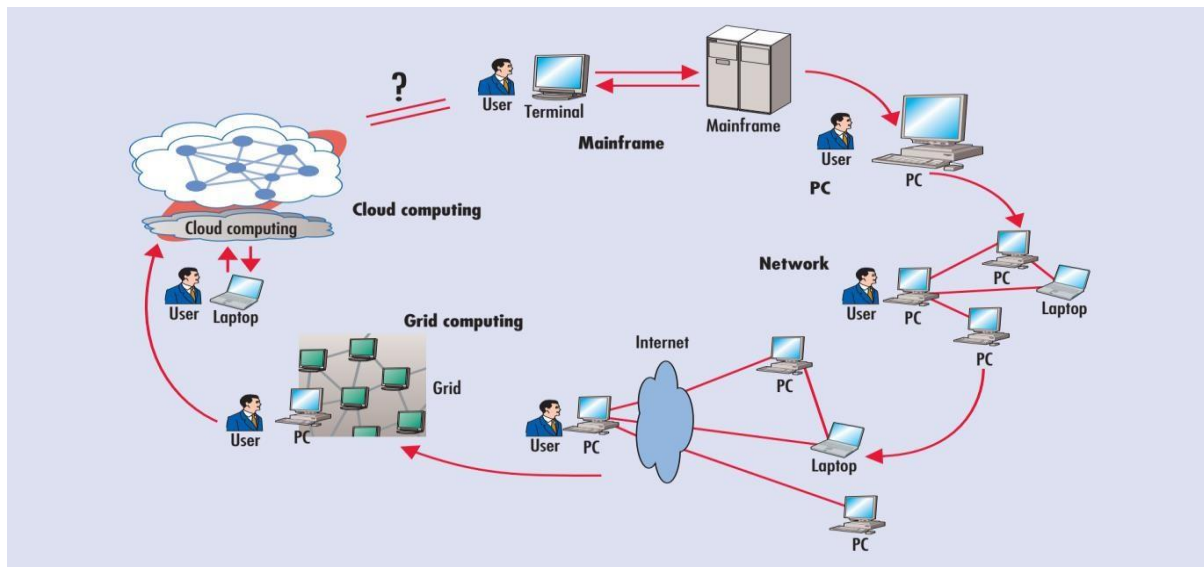 ?
User
Terminal
Mainframe
Mainframe
User
PC
PC
Cloud computing
Cloud computing
User
Laptop
Network
PC
Laptop
User
PC
PC
Grid computing
Grid
User
PC
Internet
PC
User
PC
Laptop
PC